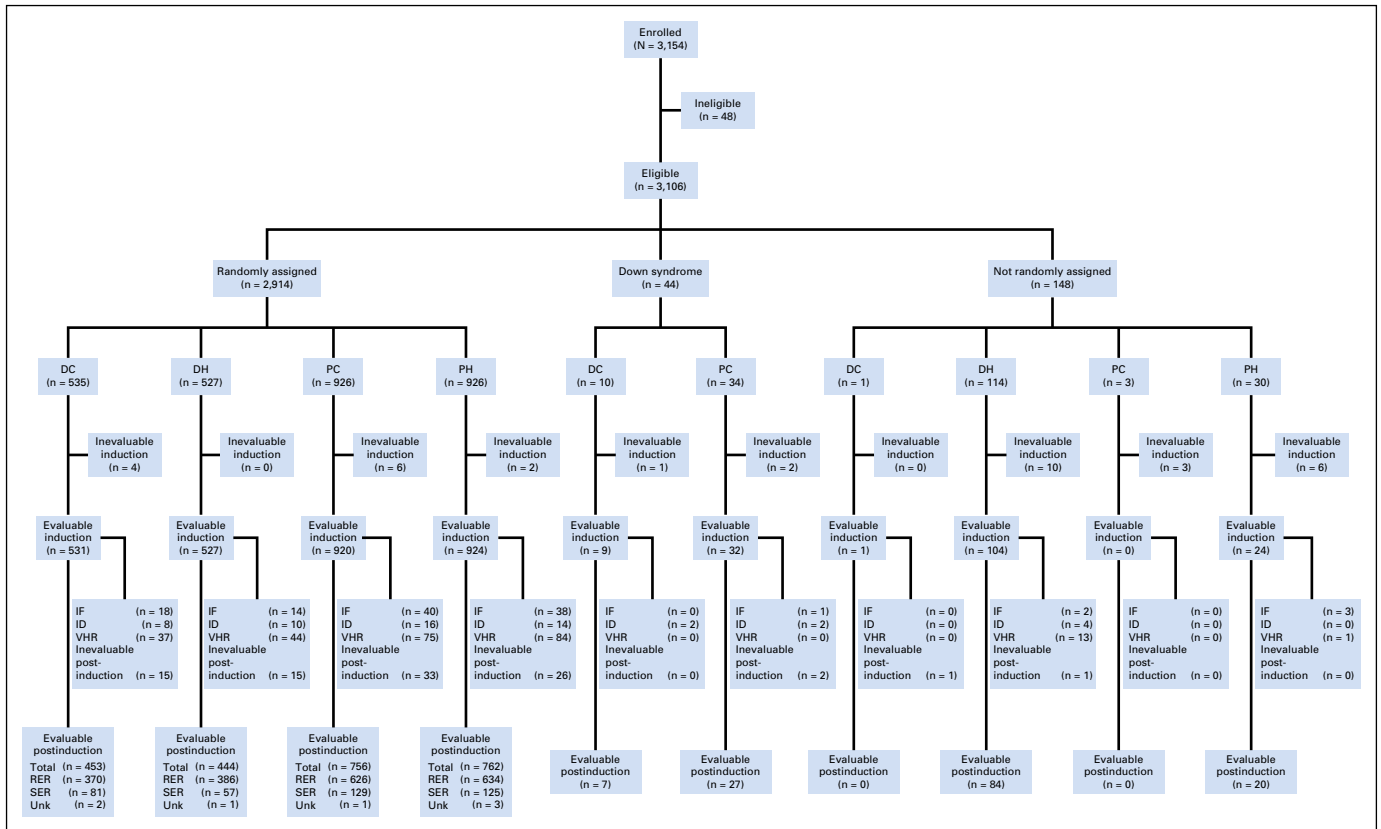 Enrolled
(N = 3,154)
Ineligible
(n = 48)
Eligible
(n = 3,106)
Randomly assigned
(n = 2,914)
Down syndrome
(n = 44)
Not randomly assigned
(n = 148)
DC
(n = 535)
DH
(n = 527)
PC
(n = 926)
PH
(n = 926)
DC
(n = 10)
PC
(n = 34)
DC
(n = 1)
DH
(n = 114)
PC
(n = 3)
PH
(n = 30)
Inevaluable
induction
(n = 4)
Inevaluable
induction
(n = 0)
Inevaluable
induction
(n = 6)
Inevaluable
induction
(n = 2)
Inevaluable
induction
(n = 1)
Inevaluable
induction
(n = 2)
Inevaluable
induction
(n = 0)
Inevaluable
induction
(n = 10)
Inevaluable
induction
(n = 3)
Inevaluable
induction
(n = 6)
Evaluable
induction
(n = 531)
Evaluable
induction
(n = 527)
Evaluable
induction
(n = 920)
Evaluable
induction
(n = 924)
Evaluable
induction
(n = 9)
Evaluable
induction
(n = 32)
Evaluable
induction
(n = 1)
Evaluable
induction
(n = 104)
Evaluable
induction
(n = 0)
Evaluable
induction
(n = 24)
IF (n = 18)
ID (n = 8)
VHR (n = 37)
Inevaluable
post-
induction (n = 15)
IF (n = 14)
ID (n = 10)
VHR (n = 44)
Inevaluable
post-
induction (n = 15)
IF (n = 40)
ID (n = 16)
VHR (n = 75)
Inevaluable
post-
induction (n = 33)
IF (n = 38)
ID (n = 14)
VHR (n = 84)
Inevaluable
post-
induction (n = 26)
IF (n = 0)
ID (n = 2)
VHR (n = 0)
Inevaluable
post-
induction (n = 0)
IF (n = 1)
ID (n = 2)
VHR (n = 0)
Inevaluable
post-
induction (n = 2)
IF (n = 0)
ID (n = 0)
VHR (n = 0)
Inevaluable
post-
induction (n = 1)
IF (n = 2)
ID (n = 4)
VHR (n = 13)
Inevaluable
post-
induction (n = 1)
IF (n = 0)
ID (n = 0)
VHR (n = 0)
Inevaluable
post-
induction (n = 0)
IF (n = 3)
ID (n = 0)
VHR (n = 1)
Inevaluable
post-
induction (n = 0)
Evaluable
postinduction
Total (n = 453)
RER (n = 370)
SER (n = 81)
Unk (n = 2)
Evaluable
postinduction
Total (n = 444)
RER (n = 386)
SER (n = 57)
Unk (n = 1)
Evaluable
postinduction
Total (n = 756)
RER (n = 626)
SER (n = 129)
Unk (n = 1)
Evaluable
postinduction
Total (n = 762)
RER (n = 634)
SER (n = 125)
Unk (n = 3)
Evaluable
postinduction
(n = 7)
Evaluable
postinduction
(n = 27)
Evaluable
postinduction
(n = 0)
Evaluable
postinduction
(n = 84)
Evaluable
postinduction
(n = 0)
Evaluable
postinduction
(n = 20)